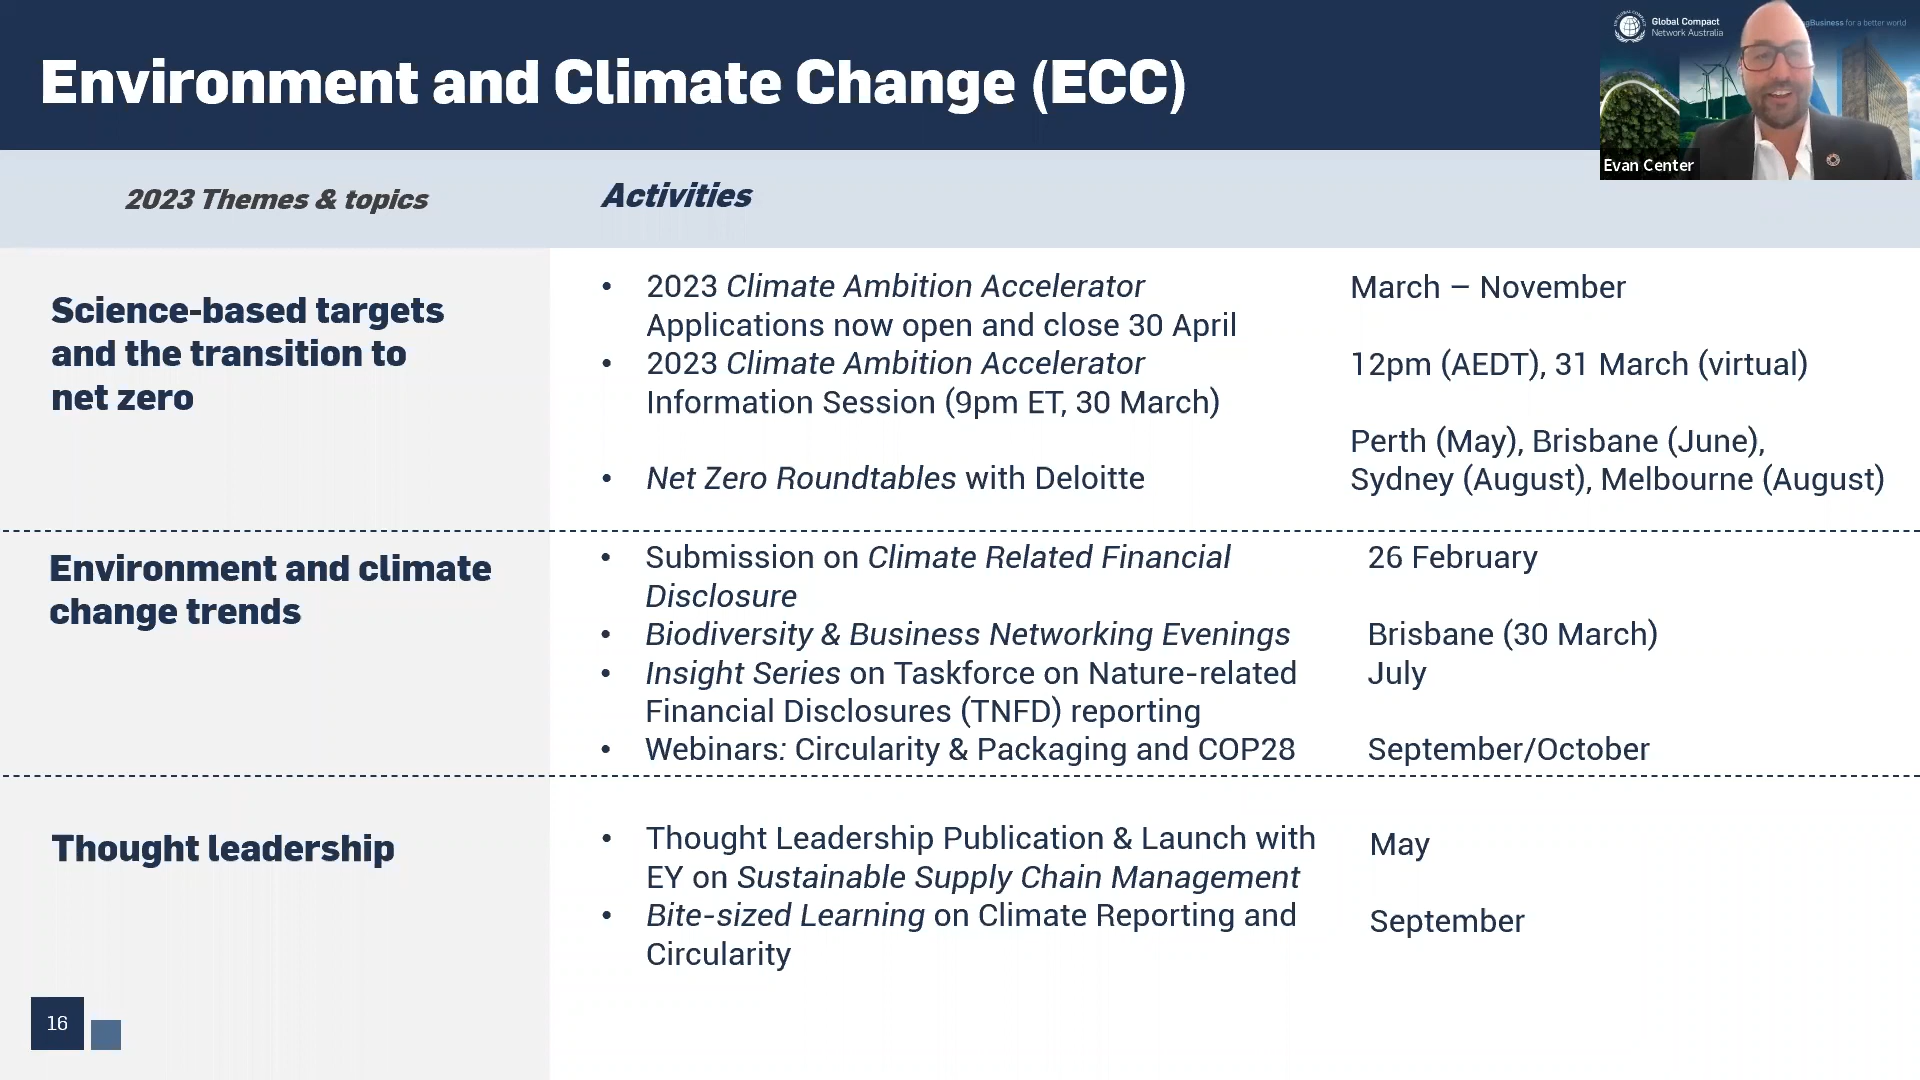 Environment and Climate Change (ECC)
Global Compact
Network Australia
Business for a better world
Evan Center
2023 Themes & topics
Activities
Science-based targets
and the transition to
net zero
• 2023 Climate Ambition Accelerator
Applications now open and close 30 April
March – November
• 2023 Climate Ambition Accelerator
Information Session (9pm ET, 30 March)
12pm (AEDT), 31 March (virtual)
• Net Zero Roundtables with Deloitte
Perth (May), Brisbane (June),
Sydney (August), Melbourne (August)
Environment and climate
change trends
• Submission on Climate Related Financial
Disclosure
26 February
• Biodiversity & Business Networking Evenings
Brisbane (30 March)
• Insight Series on Taskforce on Nature-related
Financial Disclosures (TNFD) reporting
July
• Webinars: Circularity & Packaging and COP28
September/October
Thought leadership
• Thought Leadership Publication & Launch with
EY on Sustainable Supply Chain Management
May
• Bite-sized Learning on Climate Reporting and
Circularity
September
16